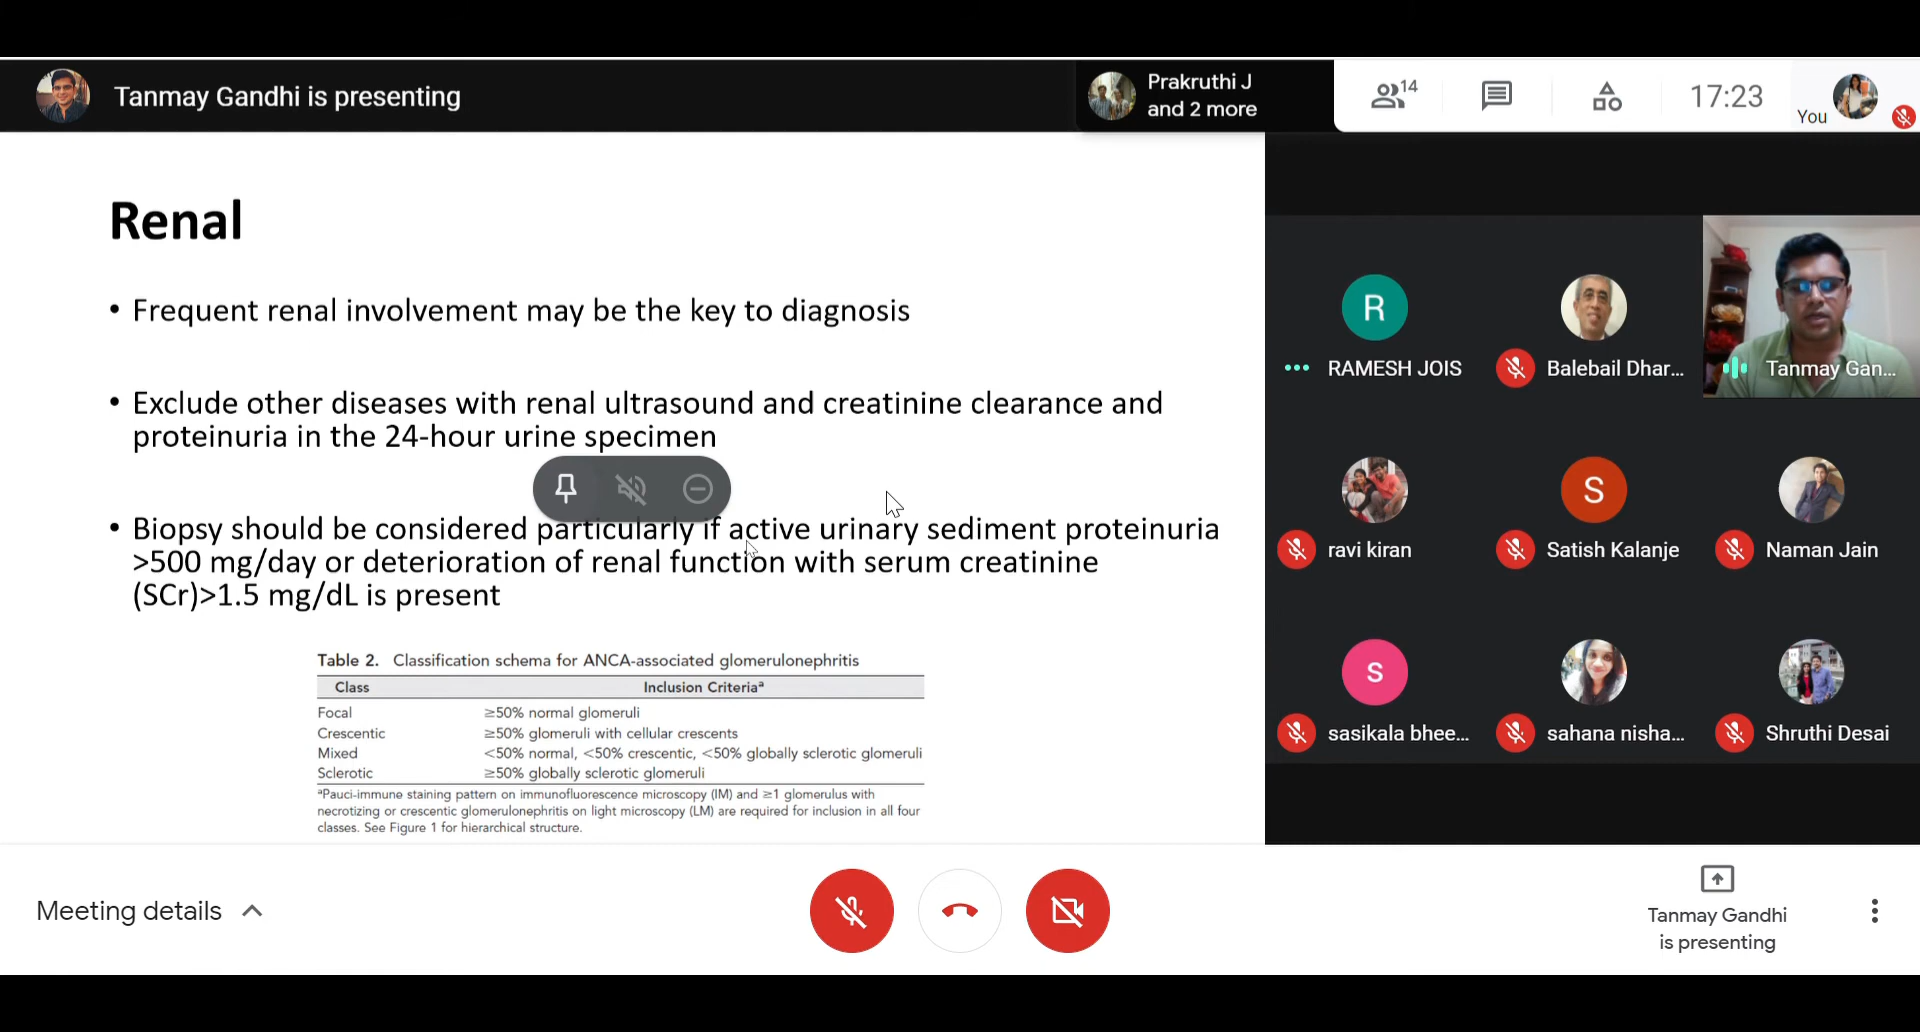 Tanmay Gandhi is presenting
Prakruthi J
and 2 more
14
17:23
You
Renal
• Frequent renal involvement may be the key to diagnosis
• Exclude other diseases with renal ultrasound and creatinine clearance and
proteinuria in the 24-hour urine specimen
• Biopsy should be considered particularly if active urinary sediment proteinuria
>500 mg/day or deterioration of renal function with serum creatinine
(SCr)>1.5 mg/dL is present
Table 2. Classification schema for ANCA-associated glomerulonephritis
Class Inclusion Criteriaᵃ
Focal ≥50% normal glomeruli
Crescentic ≥50% glomeruli with cellular crescents
Mixed <50% normal, <50% crescentic, <50% globally sclerotic glomeruli
Sclerotic ≥50% globally sclerotic glomeruli
ᵃPauci-immune staining pattern on immunofluorescence microscopy (IM) and ≥1 glomerulus with
necrotizing or crescentic glomerulonephritis on light microscopy (LM) are required for inclusion in all four
classes. See Figure 1 for hierarchical structure.
R
RAMESH JOIS
Balebail Dhar...
Tanmay Gan...
S
ravi kiran
Satish Kalanje
Naman Jain
S
sasikala bhee...
sahana nisha...
Shruthi Desai
Meeting details
Tanmay Gandhi
is presenting